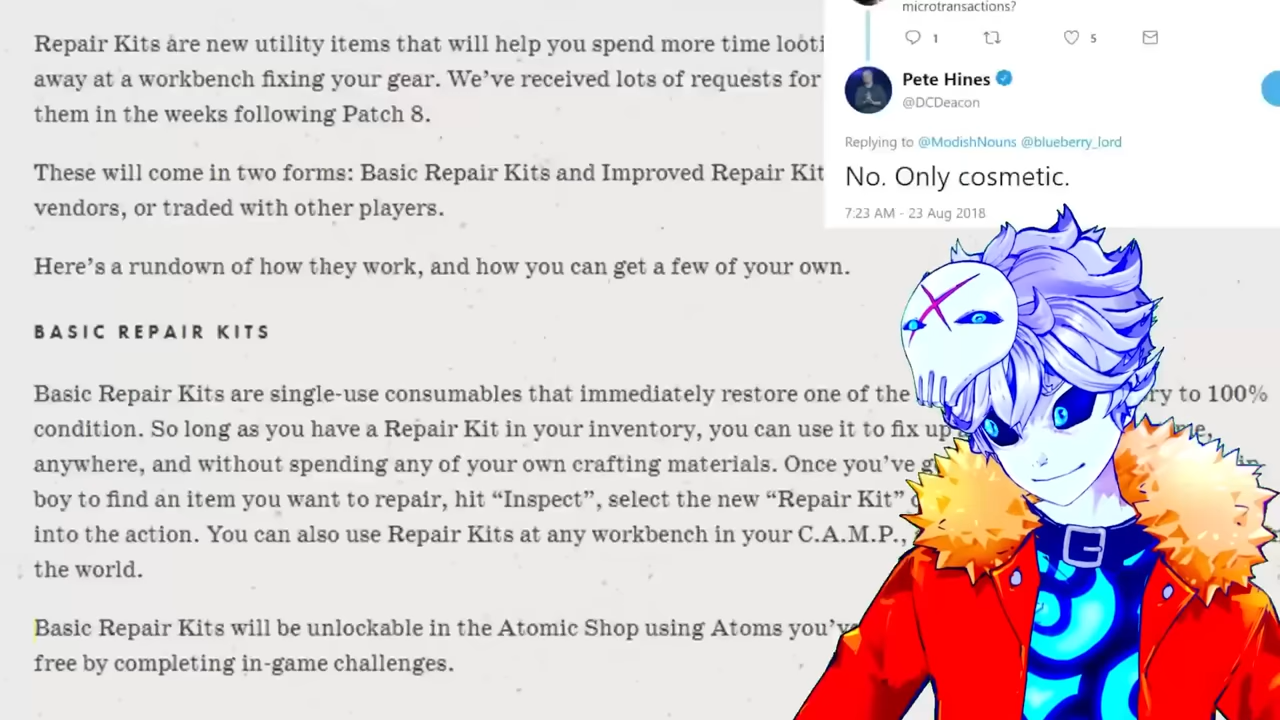 Repair Kits are new utility items that will help you spend more time
away at a workbench fixing your gear. We've received lots of requests for
them in the weeks following Patch 8.
These will come in two forms: Basic Repair Kits and Improved Repair
vendors, or traded with other players.
Here's a rundown of how they work, and how you can get a few of your own.
BASIC REPAIR KITS
Basic Repair Kits are single-use consumables that immediately restore one of the to 100%
condition. So long as you have a Repair Kit in your inventory, you can use it to fix
anywhere, and without spending any of your own crafting materials. Once you've
boy to find an item you want to repair, hit “Inspect”, select the new “Repair Kit”
into the action. You can also use Repair Kits at any workbench in your C.A.M.P.,
the world.
Basic Repair Kits will be unlockable in the Atomic Shop using Atoms
free by completing in-game challenges.
microtransactions?
1 5
Pete Hines
@DCDeacon
Replying to @ModishNouns @blueberry_lord
No. Only cosmetic.
7:23 AM - 23 Aug 2018